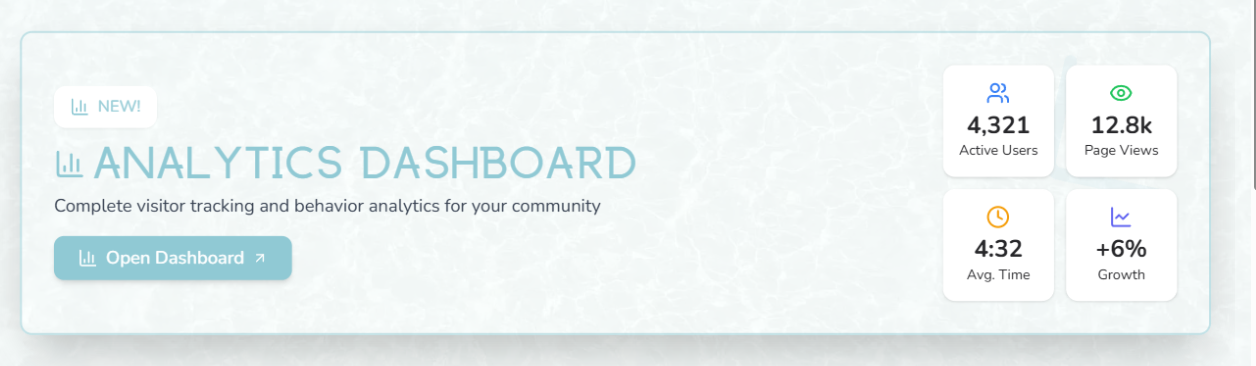 NEW!
ANALYTICS DASHBOARD
Complete visitor tracking and behavior analytics for your community
Open Dashboard
4,321
Active Users
12.8k
Page Views
4:32
Avg. Time
+6%
Growth